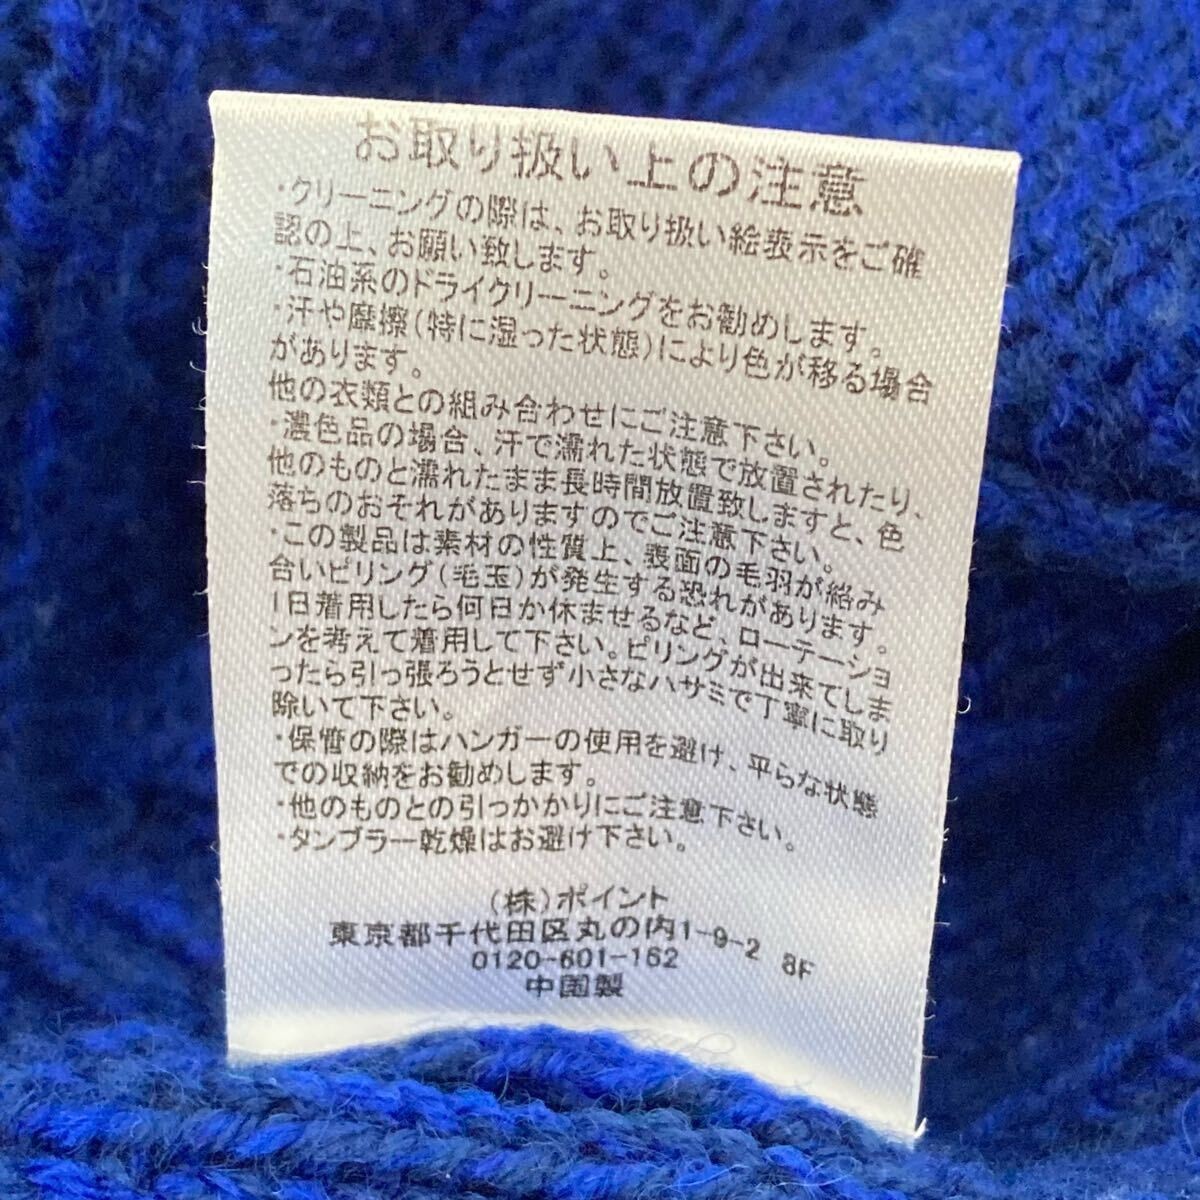 お取り扱い上の注意
・クリーニングの際は、お取り扱い絵表示をご確
認の上、お願い致します。
・石油系のドライクリーニングをお勧めします。
・汗や摩擦(特に湿った状態)により色が移る場合
があります。
他の衣類との組み合わせにご注意下さい。
・濃色品の場合、汗で濡れた状態で放置されたり、
他のものと濡れたまま長時間放置致しますと、色
落ちのおそれがありますのでご注意下さい。
・この製品は素材の性質上、表面の毛羽が絡み
合いピリング(毛玉)が発生する恐れがあります。
1日着用したら何日か休ませるなど、ローテーショ
ンを考えて着用して下さい。ピリングが出来てしま
ったら引っ張ろうとせず小さなハサミで丁寧に取り
除いて下さい。
・保管の際はハンガーの使用を避け、平らな状態
での収納をお勧めします。
・他のものとの引っかかりにご注意下さい。
・タンブラー乾燥はお避け下さい。
(株)ポイント
東京都千代田区丸の内1-9-2 8F
0120-601-162
中国製